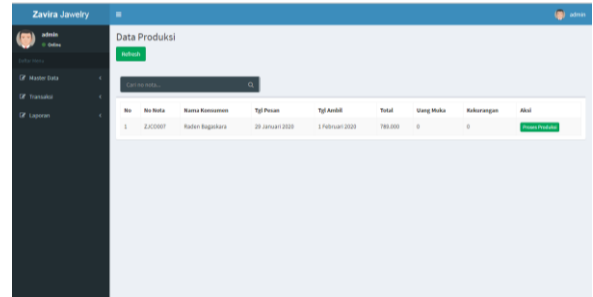 Zavira Jawelry
admin
admin
Online
Data Produksi
Refresh
Master Data
Transaksi
Laporan
Cari no nota...
No No Nota Nama Konsumen Tgl Pesan Tgl Ambil Total Uang Muka Kekurangan Aksi
1 ZJC0007 Raden Bagaskara 28 Januari 2020 1 Februari 2020 780.000 0 0 Proses Produksi